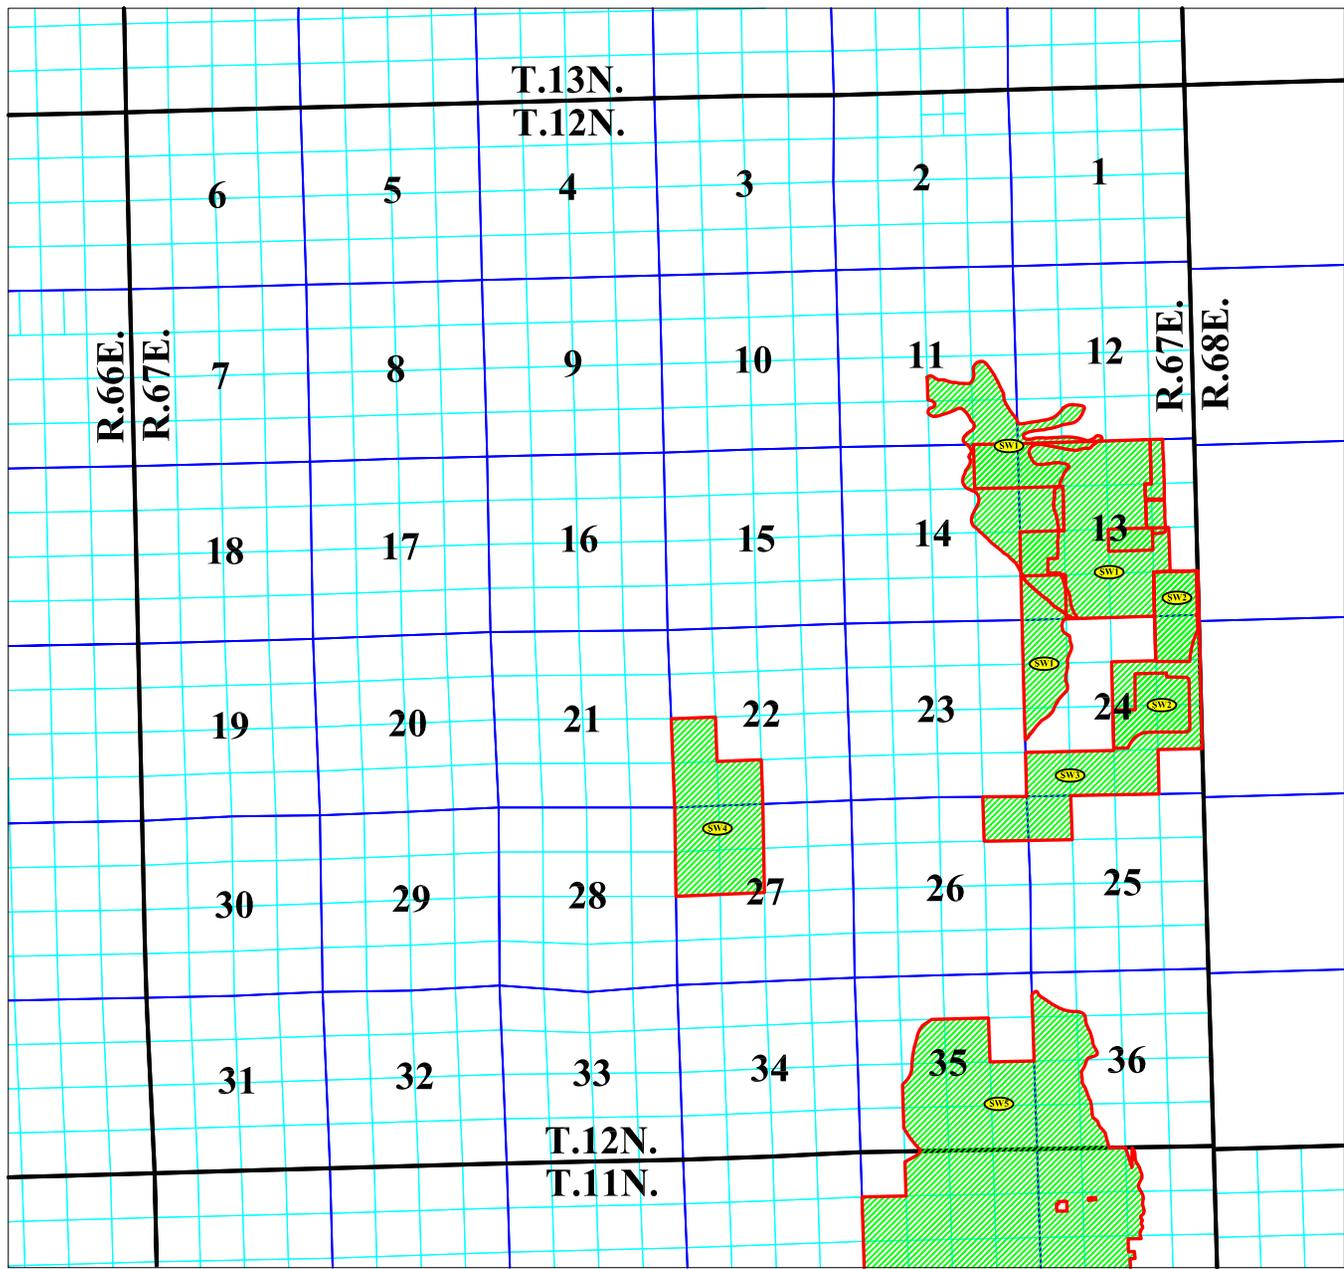 T.13N.
T.12N.
6 5 4 3 2 1
R.66E.
R.67E.
R.67E.
R.68E.
7 8 9 10 11 12
SW1
18 17 16 15 14 13
SW1
SW2
SW1
19 20 21 22 23 24
SW2
SW3
SW4
30 29 28 27 26 25
31 32 33 34 35 36
SW5
T.12N.
T.11N.